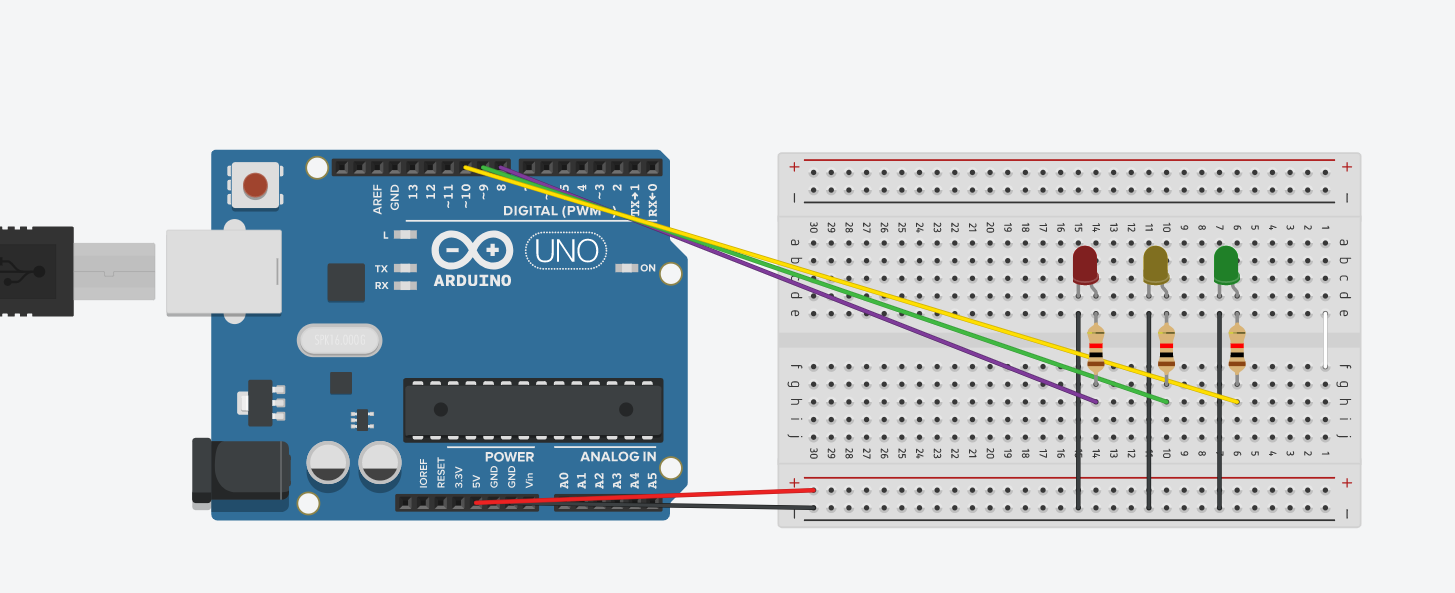 AREF
GND
13
12
~11
~10
~9
8
5
4
~3
2
TX→1
RX←0
DIGITAL (PWM
L
TX
RX
UNO
ON
ARDUINO
SPK16.000G
POWER
ANALOG IN
IOREF
RESET
3.3V
5V
GND
GND
Vin
A0
A1
A2
A3
A4
A5
+ +
− −
30 29 28 27 26 25 24 23 22 21 20 19 18 17 16 15 14 13 12 11 10 9 8 7 6 5 4 3 2 1
a a
b b
c c
d d
e e
f f
g g
h h
i i
j j
30 29 28 27 26 25 24 23 22 21 20 19 18 17 16 15 14 13 12 11 10 9 8 7 6 5 4 3 2 1
+ +
− −